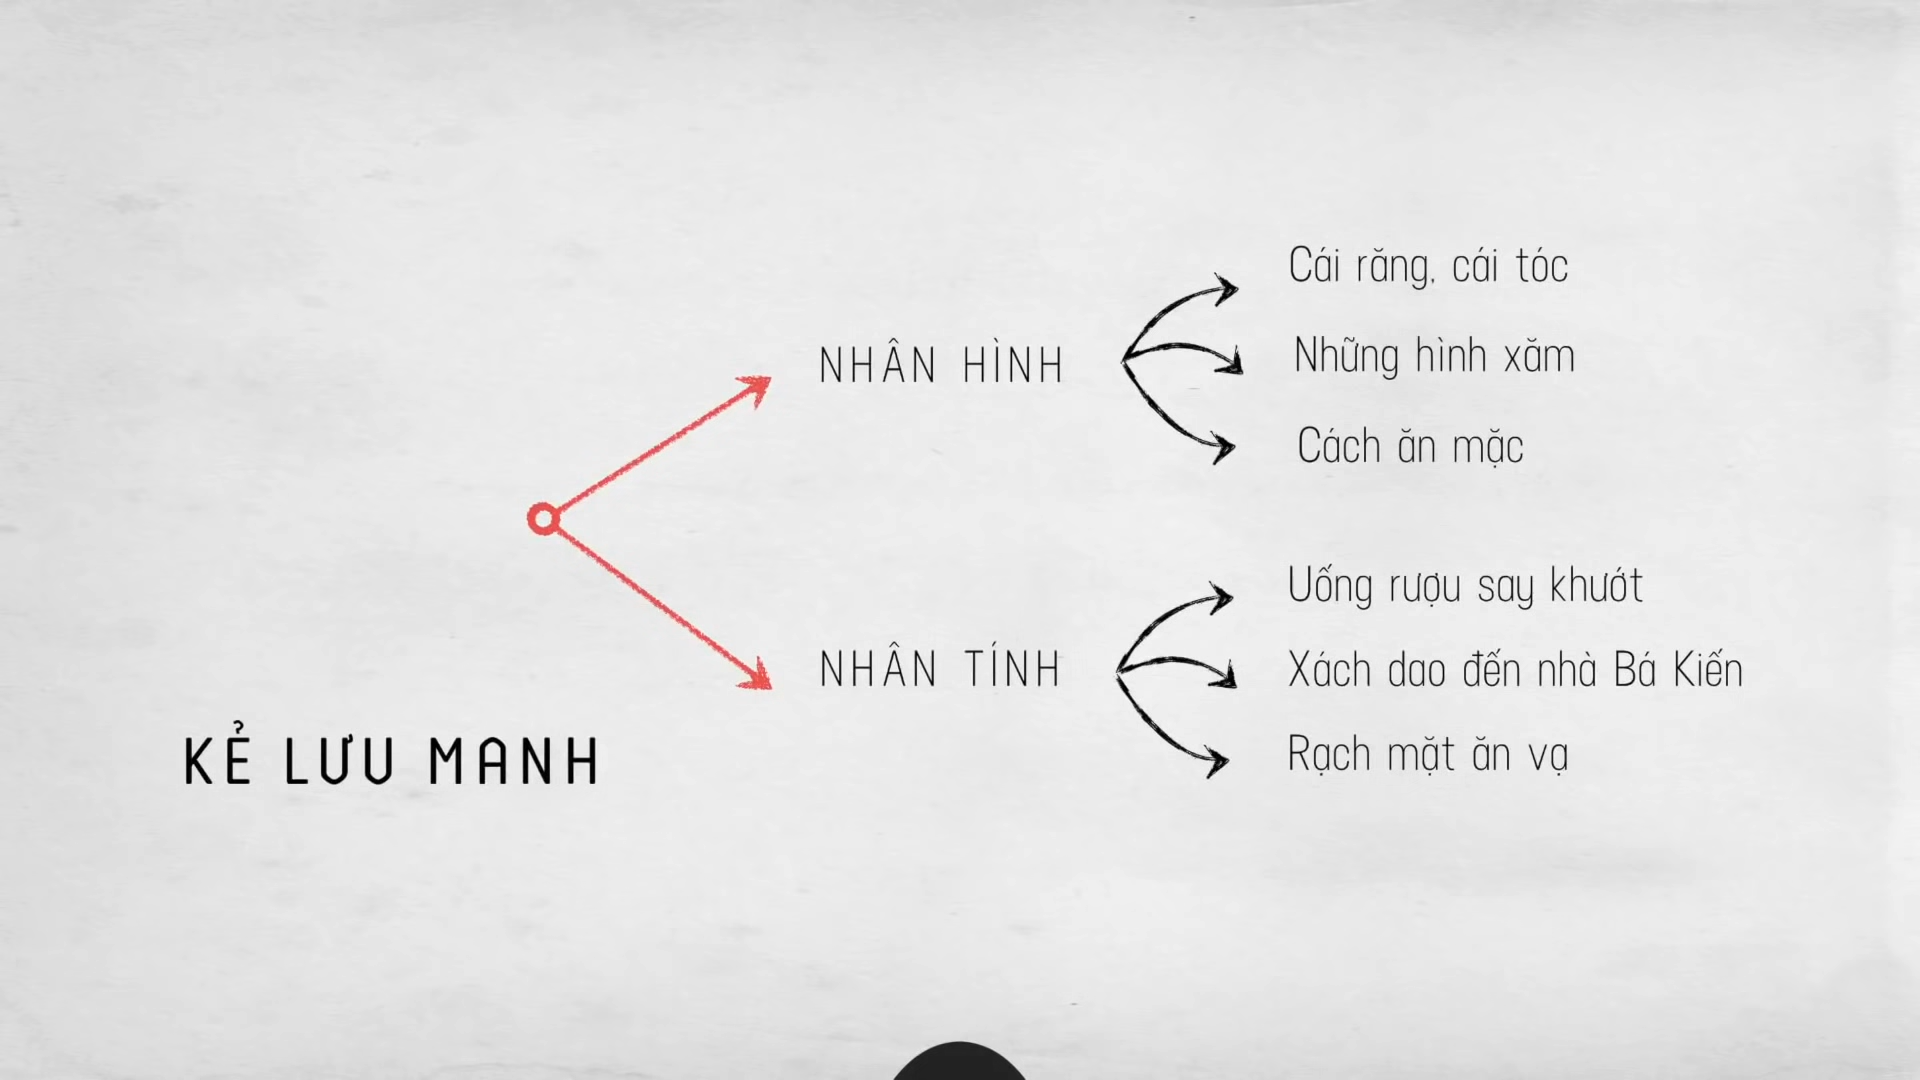 KẺ LƯU MANH
NHÂN HÌNH
Cái răng, cái tóc
Những hình xăm
Cách ăn mặc
NHÂN TÍNH
Uống rượu say khướt
Xách dao đến nhà Bá Kiến
Rạch mặt ăn vạ